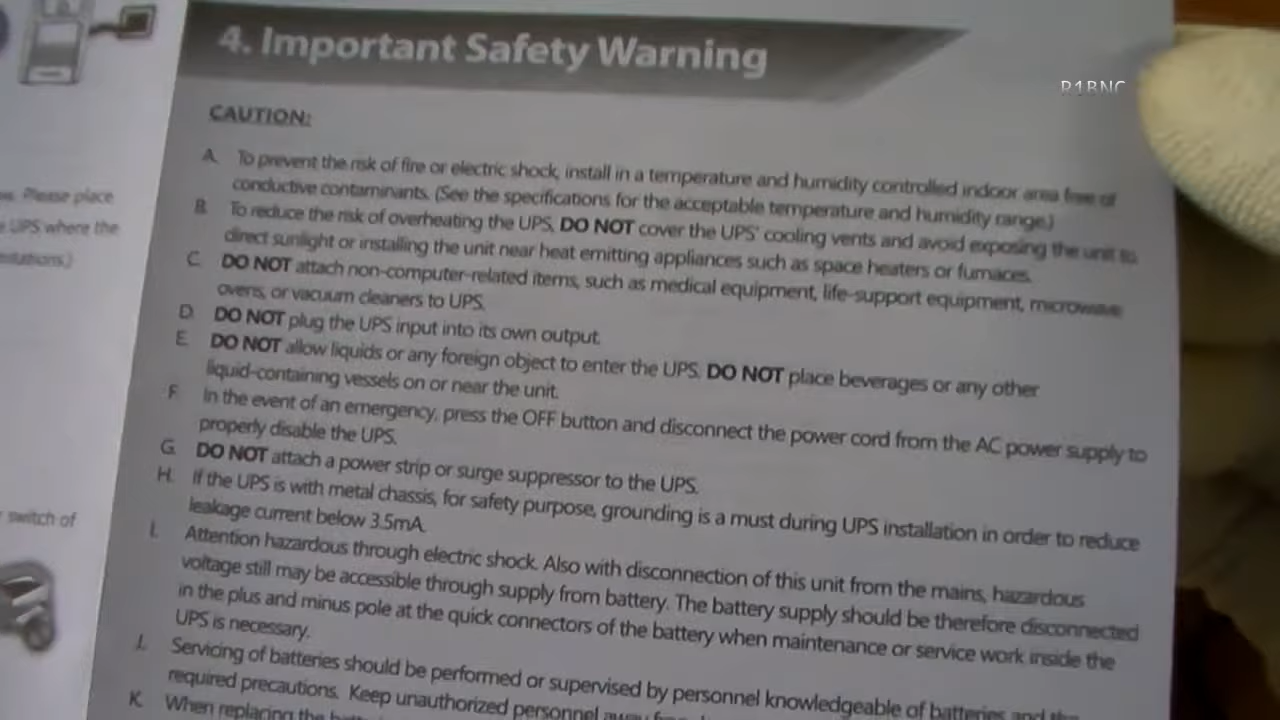 4. Important Safety Warning
R1BNC
CAUTION:
w. Please place
UPS where the
A. To prevent the risk of fire or electric shock, install in a temperature and humidity controlled indoor area free of
conductive contaminants. (See the specifications for the acceptable temperature and humidity range.)
B. To reduce the risk of overheating the UPS, DO NOT cover the UPS' cooling vents and avoid exposing the unit to
direct sunlight or installing the unit near heat emitting appliances such as space heaters or furnaces.
C. DO NOT attach non-computer-related items, such as medical equipment, life-support equipment, microwave
ovens, or vacuum cleaners to UPS.
D. DO NOT plug the UPS input into its own output.
E. DO NOT allow liquids or any foreign object to enter the UPS. DO NOT place beverages or any other
liquid-containing vessels on or near the unit.
F. In the event of an emergency, press the OFF button and disconnect the power cord from the AC power supply to
properly disable the UPS.
G. DO NOT attach a power strip or surge suppressor to the UPS.
H. If the UPS is with metal chassis, for safety purpose, grounding is a must during UPS installation in order to reduce
leakage current below 3.5mA.
switch of
I. Attention hazardous through electric shock. Also with disconnection of this unit from the mains, hazardous
voltage still may be accessible through supply from battery. The battery supply should be therefore disconnected
in the plus and minus pole at the quick connectors of the battery when maintenance or service work inside the
UPS is necessary.
J. Servicing of batteries should be performed or supervised by personnel knowledgeable of batteries and the
required precautions. Keep unauthorized personnel away from
K. When replacing the